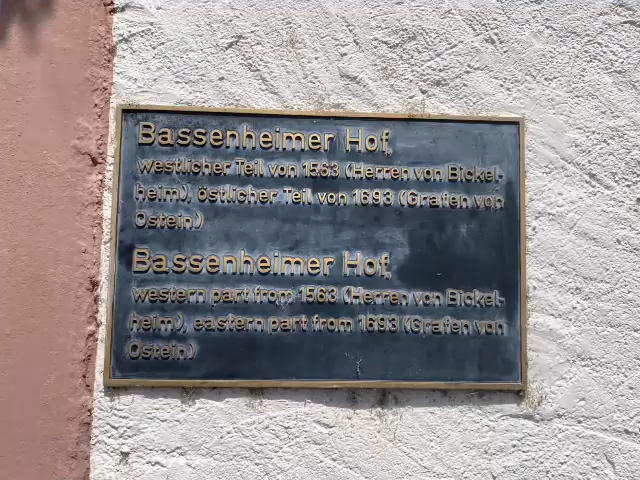 Bassenheimer Hof,
westlicher Teil von 1563 (Herren von Bickel-
heim), östlicher Teil von 1693 (Grafen von
Ostein)
Bassenheimer Hof,
western part from 1563 (Herren von Bickel-
heim), eastern part from 1693 (Grafen von
Ostein)